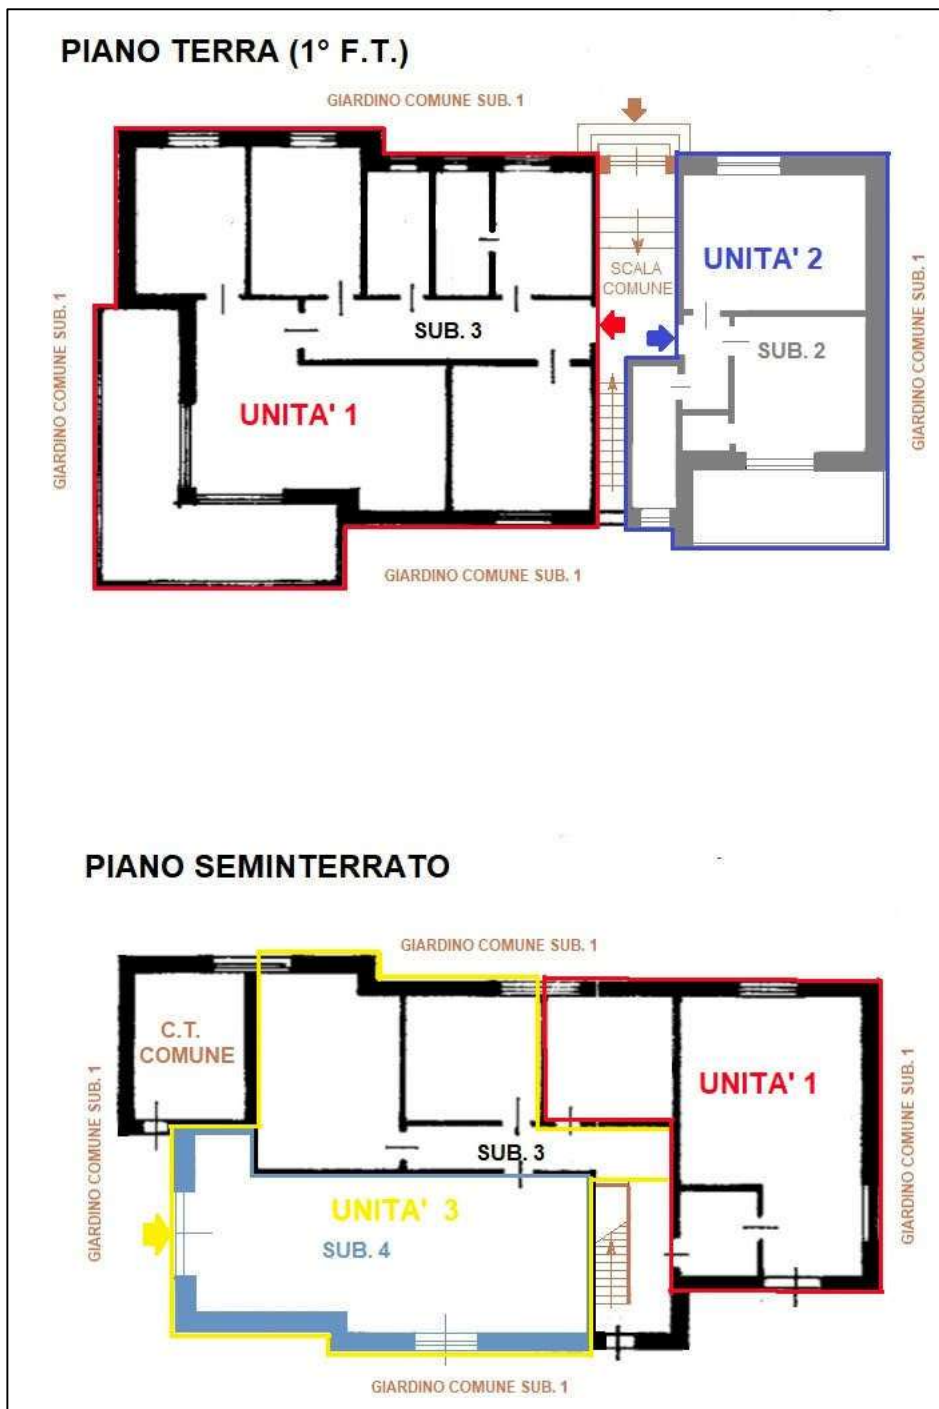 PIANO TERRA (1° F.T.)
GIARDINO COMUNE SUB. 1
UNITA' 2
SCALA
COMUNE
GIARDINO COMUNE SUB. 1
GIARDINO COMUNE SUB. 1
SUB. 3
SUB. 2
UNITA' 1
GIARDINO COMUNE SUB. 1
PIANO SEMINTERRATO
GIARDINO COMUNE SUB. 1
C.T.
COMUNE
UNITA' 1
GIARDINO COMUNE SUB. 1
GIARDINO COMUNE SUB. 1
SUB. 3
UNITA' 3
SUB. 4
GIARDINO COMUNE SUB. 1